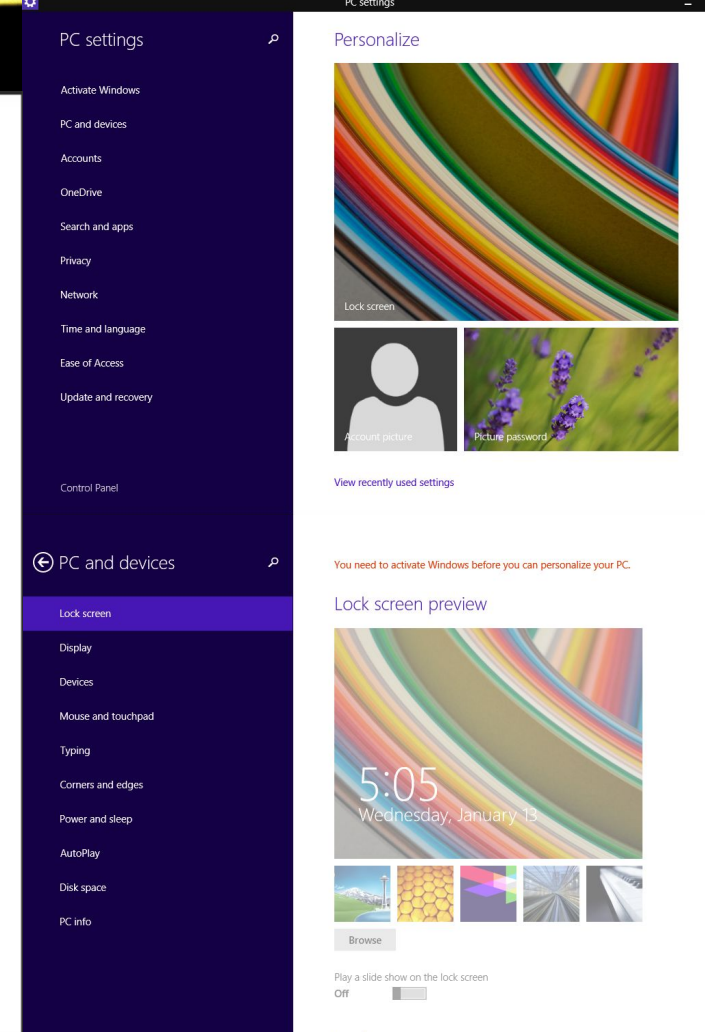 PC settings
PC settings
Activate Windows
PC and devices
Accounts
OneDrive
Search and apps
Privacy
Network
Time and language
Ease of Access
Update and recovery
Control Panel
Personalize
Lock screen
Account picture
Picture password
View recently used settings
PC and devices
Lock screen
Display
Devices
Mouse and touchpad
Typing
Corners and edges
Power and sleep
AutoPlay
Disk space
PC info
You need to activate Windows before you can personalize your PC.
Lock screen preview
5:05
Wednesday, January 13
Browse
Play a slide show on the lock screen
Off